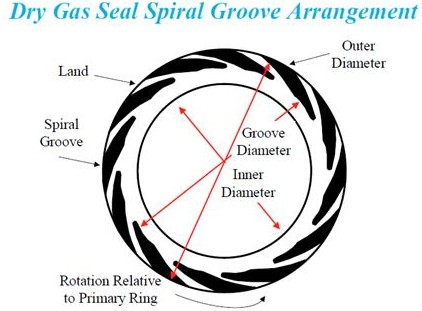 Dry Gas Seal Spiral Groove Arrangement
Outer
Diameter
Land
Spiral
Groove
Groove
Diameter
Inner
Diameter
Rotation Relative
to Primary Ring